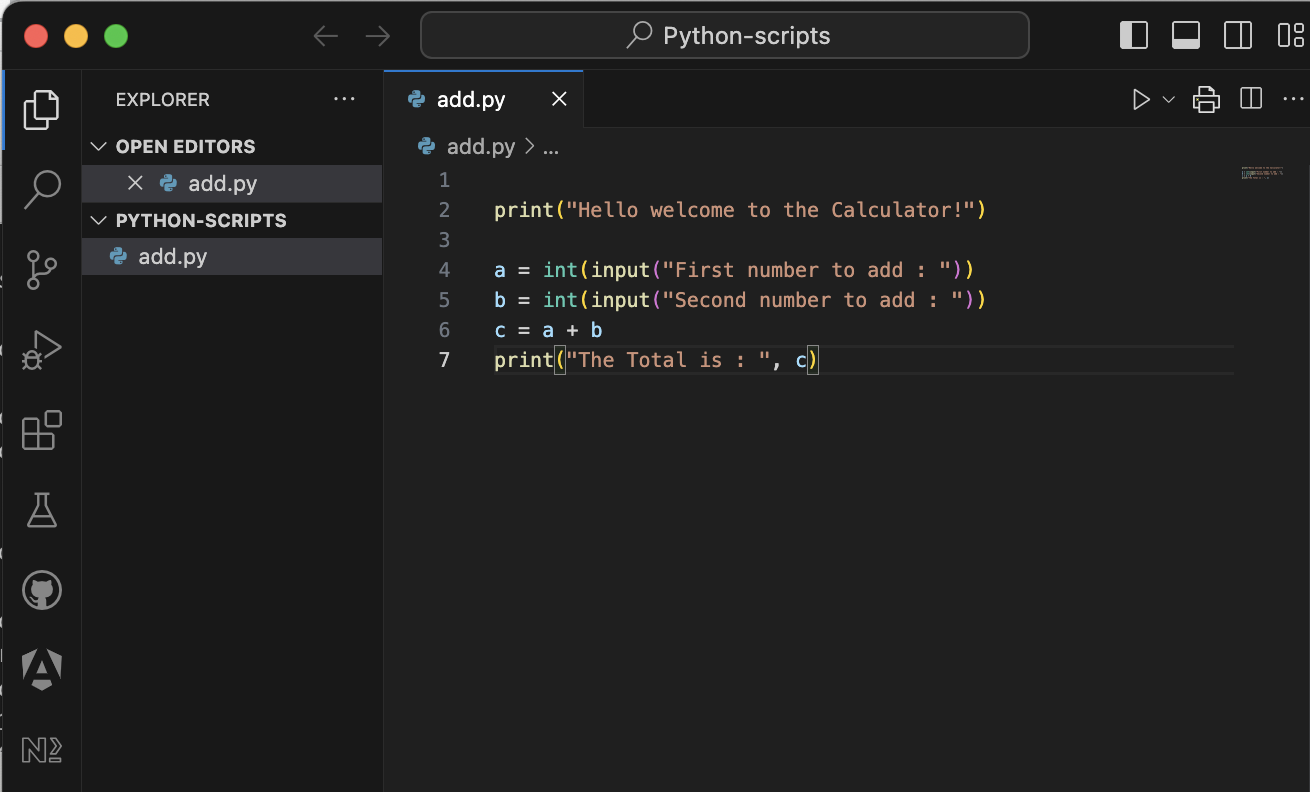 Python-scripts
EXPLORER
OPEN EDITORS
add.py
PYTHON-SCRIPTS
add.py
add.py
add.py > ...
1
2 print("Hello welcome to the Calculator!")
3
4 a = int(input("First number to add : "))
5 b = int(input("Second number to add : "))
6 c = a + b
7 print("The Total is : ", c)